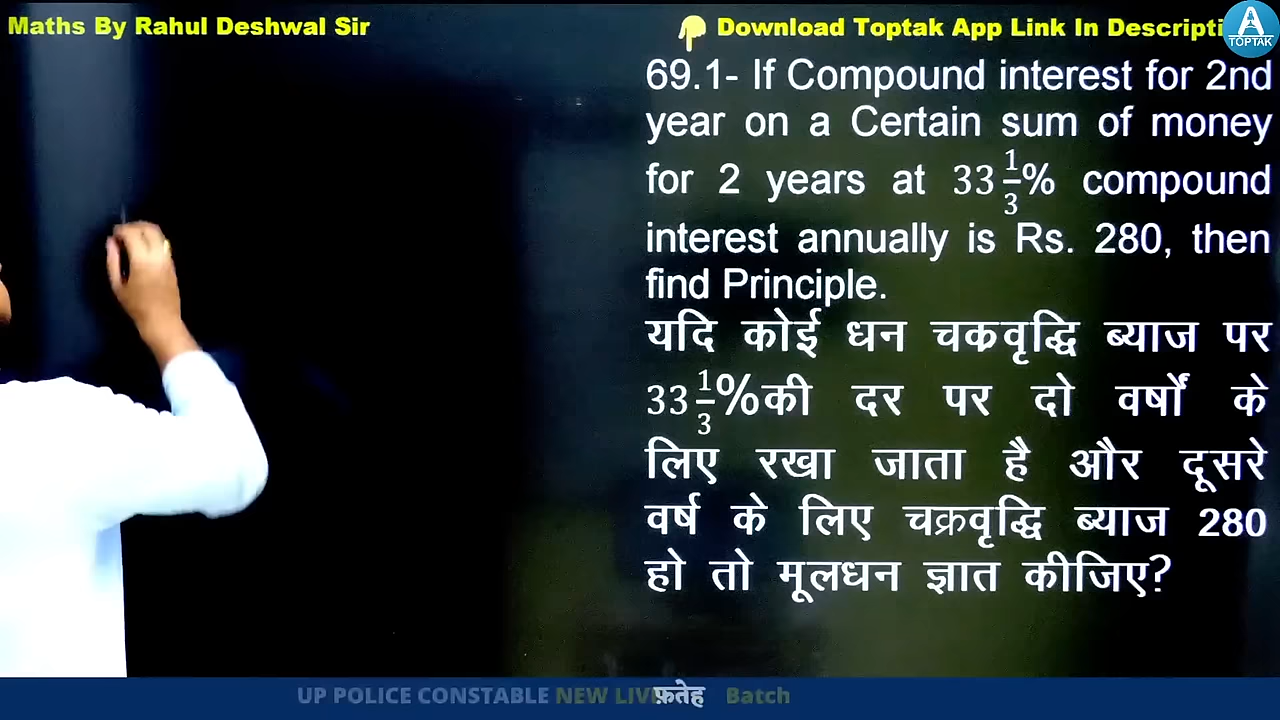 Maths By Rahul Deshwal Sir
Download Toptak App Link In Descripti
A
TOPTAK
69.1- If Compound interest for 2nd
year on a Certain sum of money
for 2 years at 33 1/3% compound
interest annually is Rs. 280, then
find Principle.
यदि कोई धन चक्रवृद्धि ब्याज पर
33 1/3%की दर पर दो वर्षों के
लिए रखा जाता है और दूसरे
वर्ष के लिए चक्रवृद्धि ब्याज 280
हो तो मूलधन ज्ञात कीजिए?
UP POLICE CONSTABLE NEW LIVE फ़तेह Batch